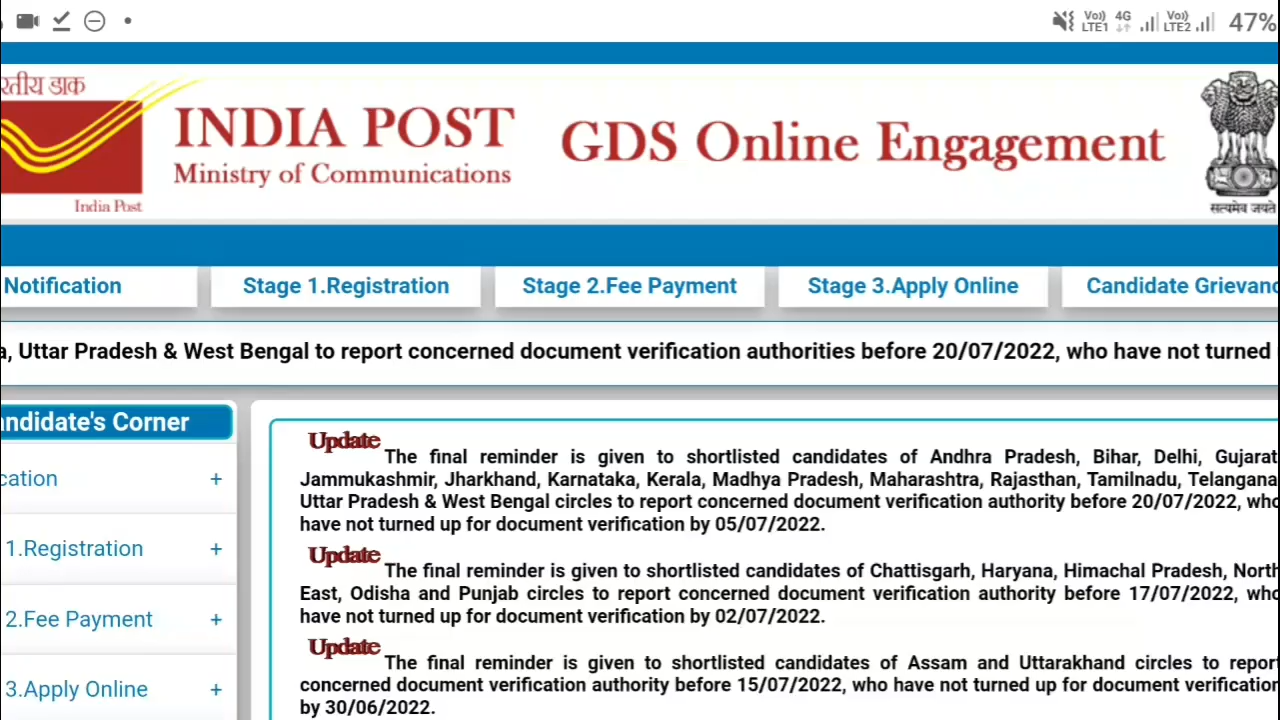 Vo)) 4G Vo))
LTE1 LTE2 47%
रतीय डाक
INDIA POST
Ministry of Communications
India Post
GDS Online Engagement
सत्यमेव जयते
Notification
Stage 1.Registration
Stage 2.Fee Payment
Stage 3.Apply Online
Candidate Grievanc
a, Uttar Pradesh & West Bengal to report concerned document verification authorities before 20/07/2022, who have not turned
andidate's Corner
cation +
1.Registration +
2.Fee Payment +
3.Apply Online +
Update The final reminder is given to shortlisted candidates of Andhra Pradesh, Bihar, Delhi, Gujarat
Jammukashmir, Jharkhand, Karnataka, Kerala, Madhya Pradesh, Maharashtra, Rajasthan, Tamilnadu, Telangana
Uttar Pradesh & West Bengal circles to report concerned document verification authority before 20/07/2022, who
have not turned up for document verification by 05/07/2022.
Update The final reminder is given to shortlisted candidates of Chattisgarh, Haryana, Himachal Pradesh, North
East, Odisha and Punjab circles to report concerned document verification authority before 17/07/2022, who
have not turned up for document verification by 02/07/2022.
Update The final reminder is given to shortlisted candidates of Assam and Uttarakhand circles to report
concerned document verification authority before 15/07/2022, who have not turned up for document verification
by 30/06/2022.